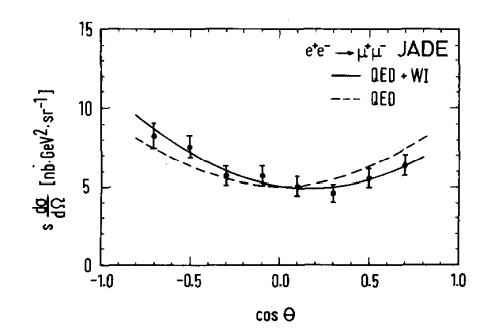 15
e⁺e⁻ → μ⁺μ⁻ JADE
QED + WI
QED
10
5
0
s dσ/dΩ [nb·GeV²·sr⁻¹]
-1.0 -0.5 0.0 0.5 1.0
cos Θ